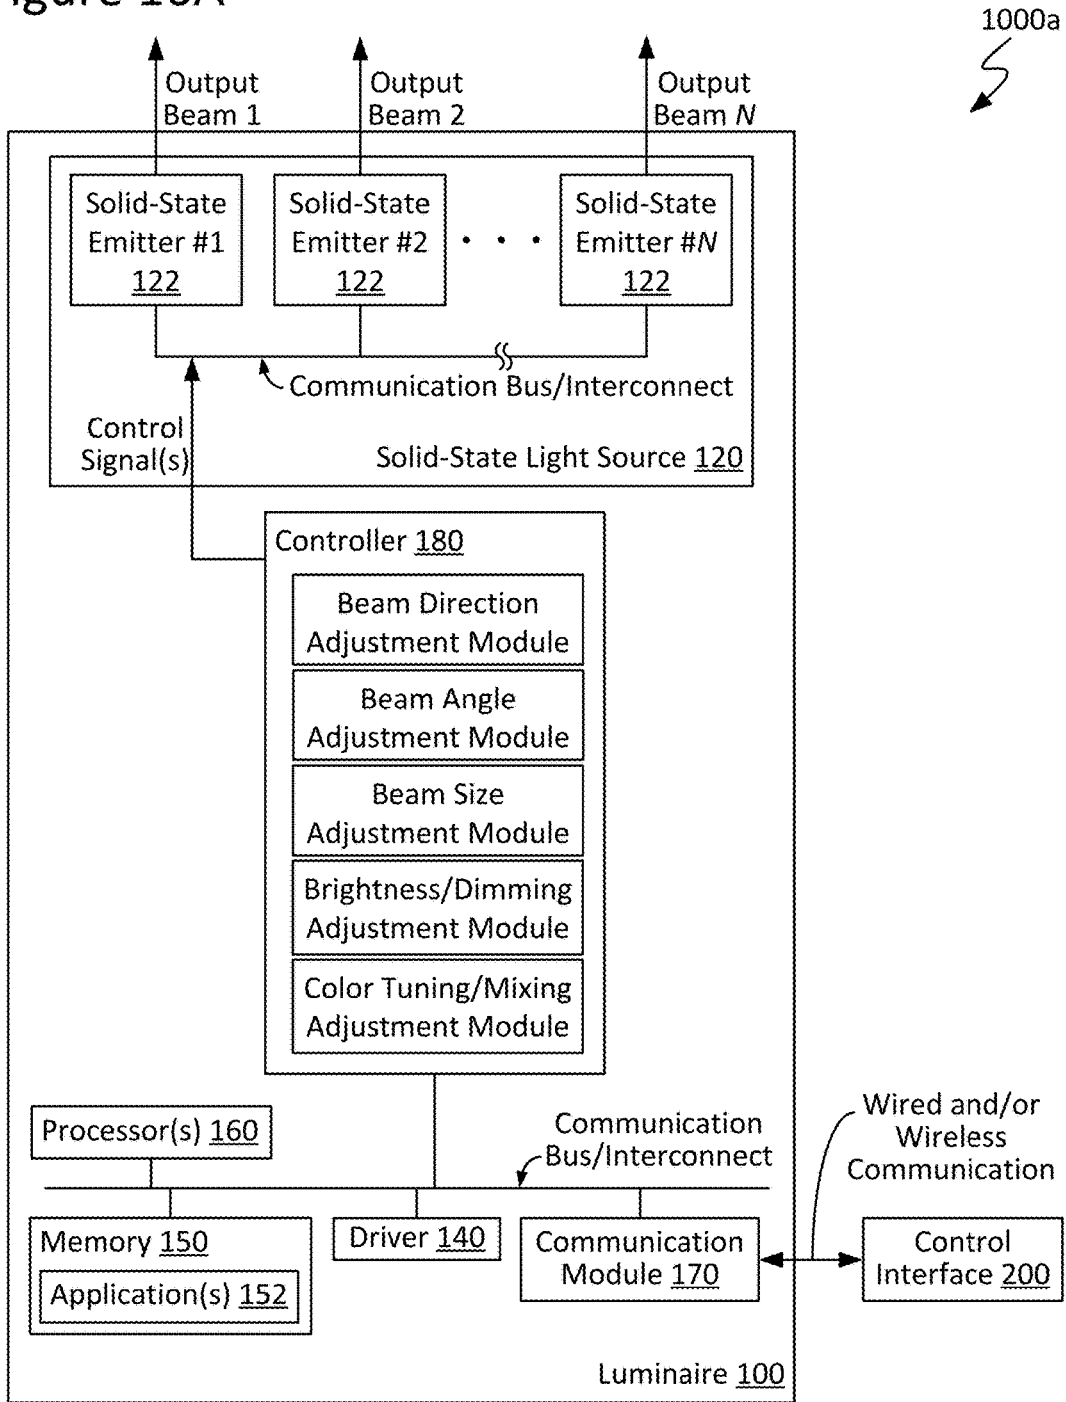 1000a
Output
Beam 1
Output
Beam 2
Output
Beam N
Solid-State
Emitter #1
122
Solid-State
Emitter #2
122
. . .
Solid-State
Emitter #N
122
Communication Bus/Interconnect
Control
Signal(s)
Solid-State Light Source 120
Controller 180
Beam Direction
Adjustment Module
Beam Angle
Adjustment Module
Beam Size
Adjustment Module
Brightness/Dimming
Adjustment Module
Color Tuning/Mixing
Adjustment Module
Processor(s) 160
Communication
Bus/Interconnect
Wired and/or
Wireless
Communication
Memory 150
Application(s) 152
Driver 140
Communication
Module 170
Control
Interface 200
Luminaire 100